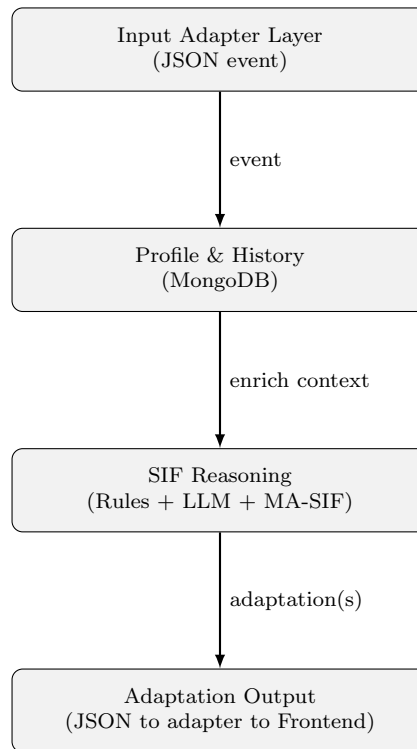 Input Adapter Layer
(JSON event)
event
Profile & History
(MongoDB)
enrich context
SIF Reasoning
(Rules + LLM + MA-SIF)
adaptation(s)
Adaptation Output
(JSON to adapter to Frontend)